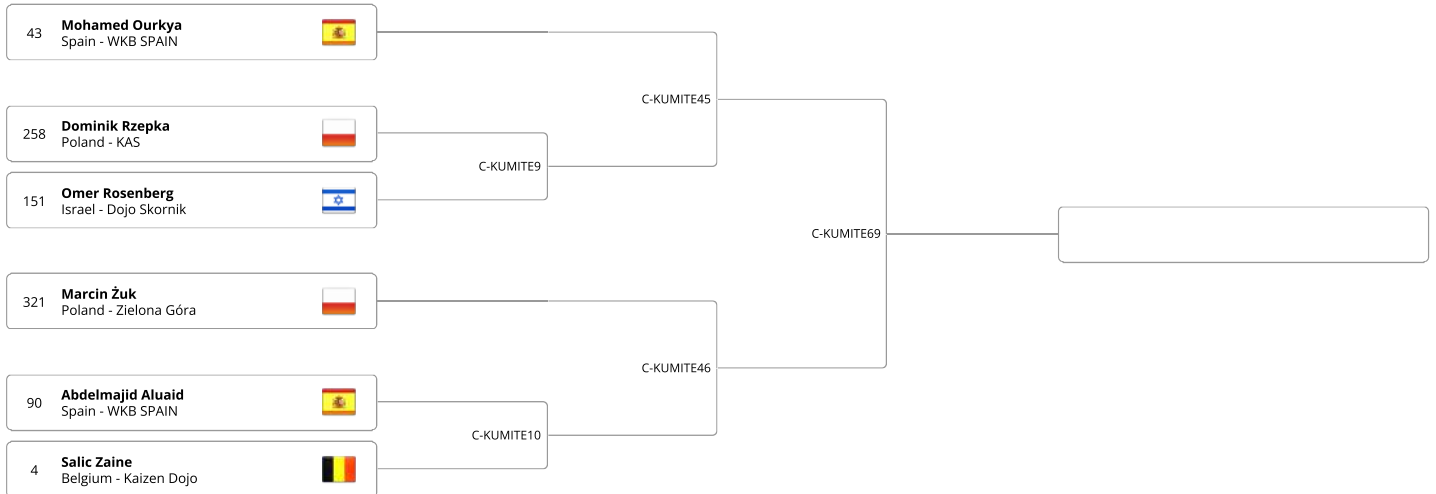 43
Mohamed Ourkya
Spain - WKB SPAIN
C-KUMITE45
258
Dominik Rzepka
Poland - KAS
C-KUMITE9
151
Omer Rosenberg
Israel - Dojo Skornik
C-KUMITE69
321
Marcin Żuk
Poland - Zielona Góra
C-KUMITE46
90
Abdelmajid Aluaid
Spain - WKB SPAIN
C-KUMITE10
4
Salic Zaine
Belgium - Kaizen Dojo